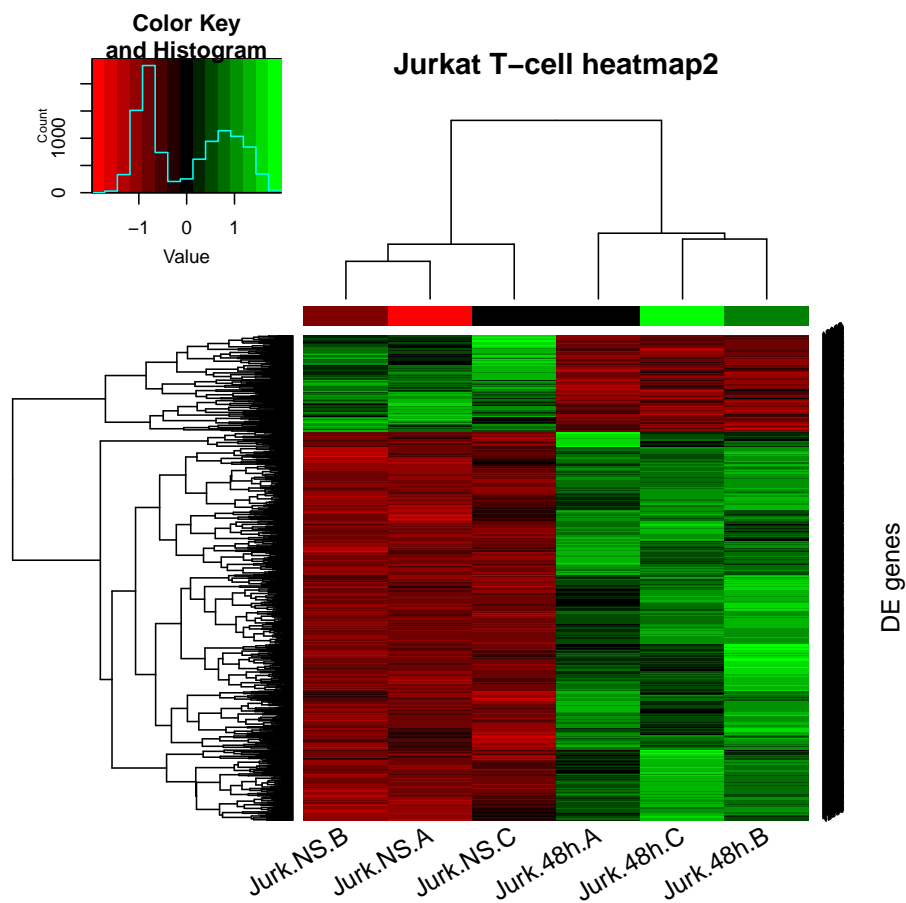 Color Key
and Histogram
Jurkat T−cell heatmap2
Count
0
1000
−1
0
1
Value
DE genes
Jurk.NS.B
Jurk.NS.A
Jurk.NS.C
Jurk.48h.A
Jurk.48h.C
Jurk.48h.B